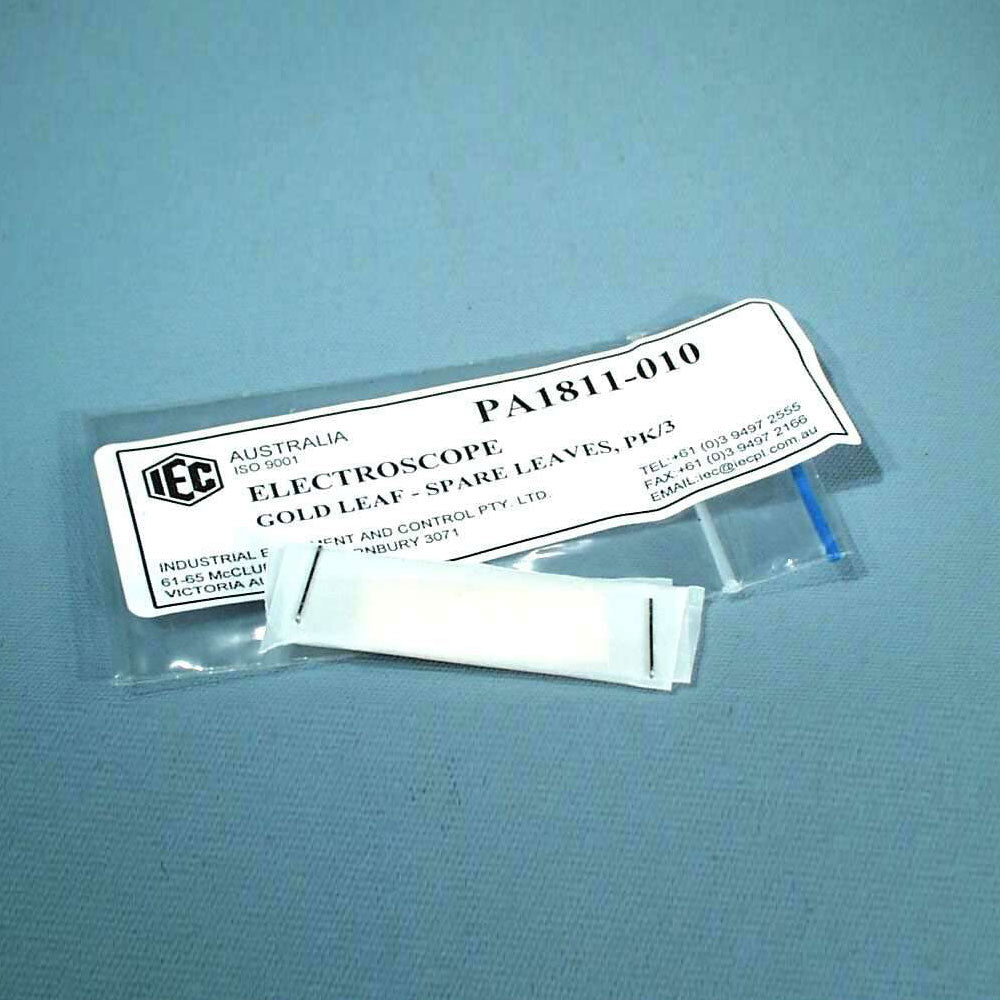 PA1811-010
IEC
AUSTRALIA
ISO 9001
ELECTROSCOPE
GOLD LEAF - SPARE LEAVES, PK/3
INDUSTRIAL AND CONTROL PTY. LTD.
61-65 3071
VICTORIA
TEL:+61 (0)3 9497 2555
FAX:+61 (0)3 9497 2166
EMAIL:iec@iecpl.com.au